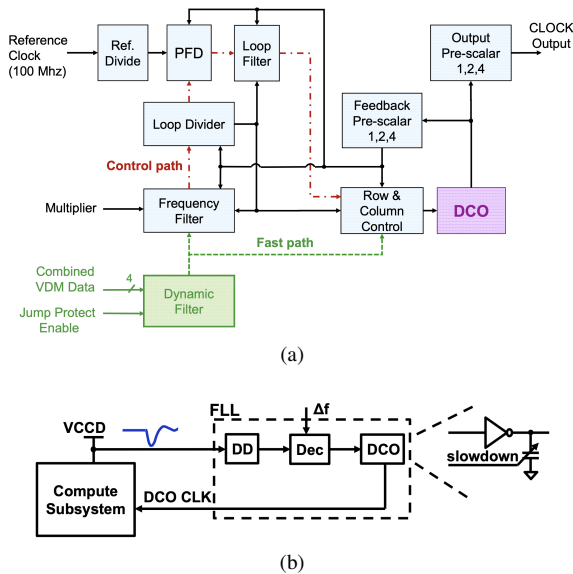 Reference
Clock
(100 Mhz)
Ref.
Divide
PFD
Loop
Filter
Output
Pre-scalar
1,2,4
CLOCK
Output
Loop Divider
Feedback
Pre-scalar
1,2,4
Control path
Multiplier
Frequency
Filter
Row &
Column
Control
DCO
Fast path
Combined
VDM Data
4
Dynamic
Filter
Jump Protect
Enable
(a)
FLL
Δf
VCCD
DD
Dec
DCO
slowdown
Compute
Subsystem
DCO CLK
(b)